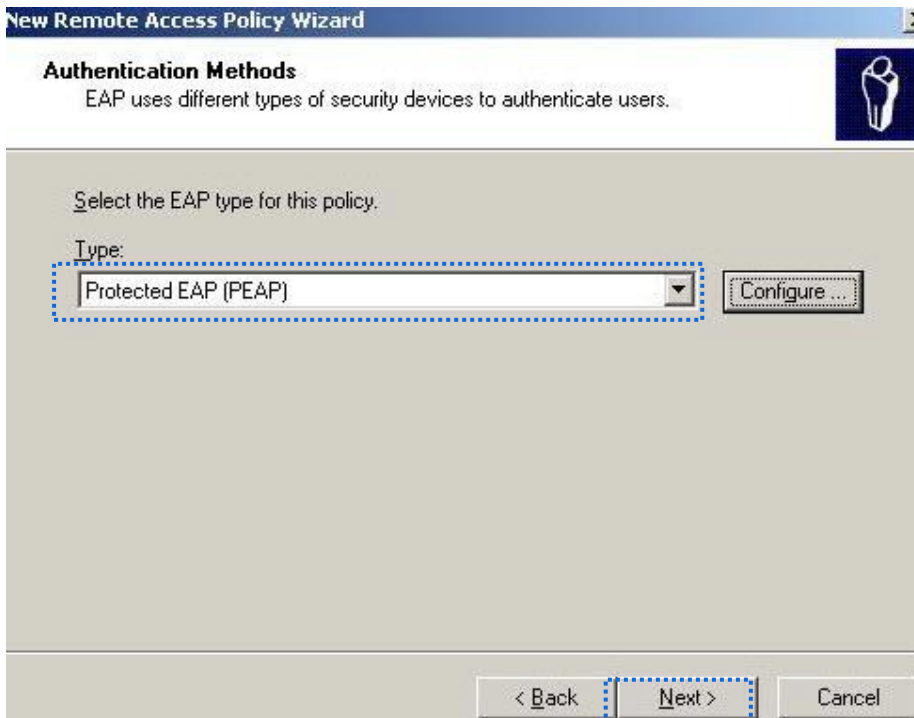 New Remote Access Policy Wizard
Authentication Methods
EAP uses different types of security devices to authenticate users.
Select the EAP type for this policy.
Type:
Protected EAP (PEAP)
Configure ...
< Back
Next >
Cancel